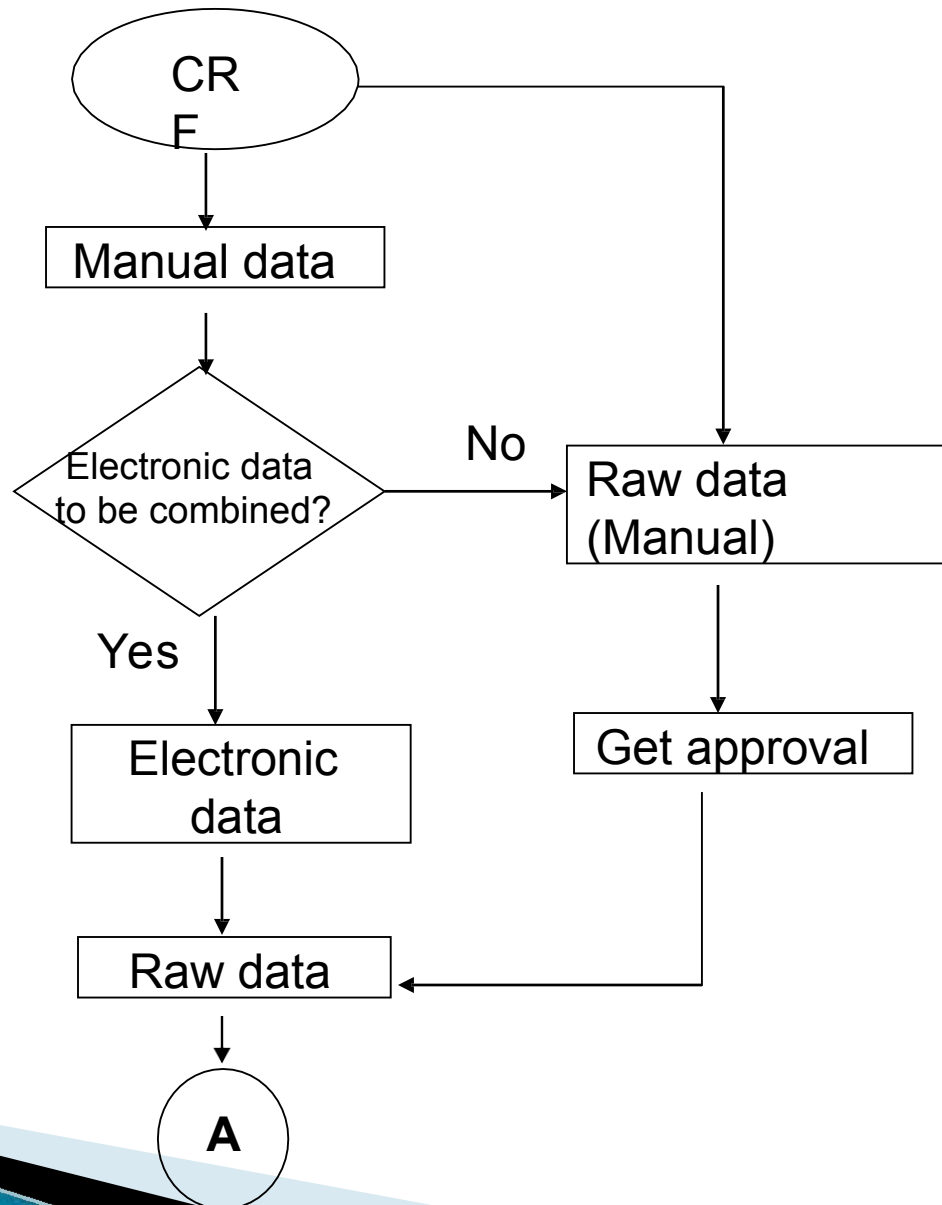 CR
F
Manual data
Electronic data
to be combined?
No
Raw data
(Manual)
Yes
Electronic
data
Get approval
Raw data
A